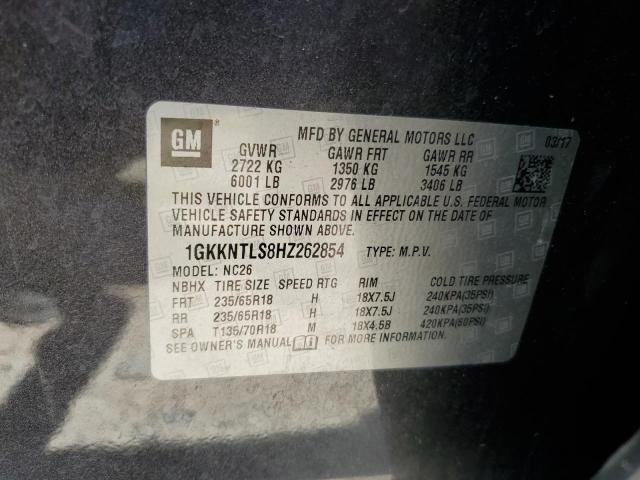 GM ® MFD BY GENERAL MOTORS LLC 03/17
GVWR GAWR FRT GAWR RR
2722 KG 1350 KG 1545 KG
6001 LB 2976 LB 3406 LB
THIS VEHICLE CONFORMS TO ALL APPLICABLE U.S. FEDERAL MOTOR
VEHICLE SAFETY STANDARDS IN EFFECT ON THE DATE OF
MANUFACTURE SHOWN ABOVE.
1GKKNTLS8HZ262854 TYPE: M.P.V.
MODEL: NC26
NBHX TIRE SIZE SPEED RTG RIM COLD TIRE PRESSURE
FRT 235/65R18 H 18X7.5J 240KPA(35PSI)
RR 235/65R18 H 18X7.5J 240KPA(35PSI)
SPA T135/70R18 M 18X4.5B 420KPA(60PSI)
SEE OWNER'S MANUAL FOR MORE INFORMATION.